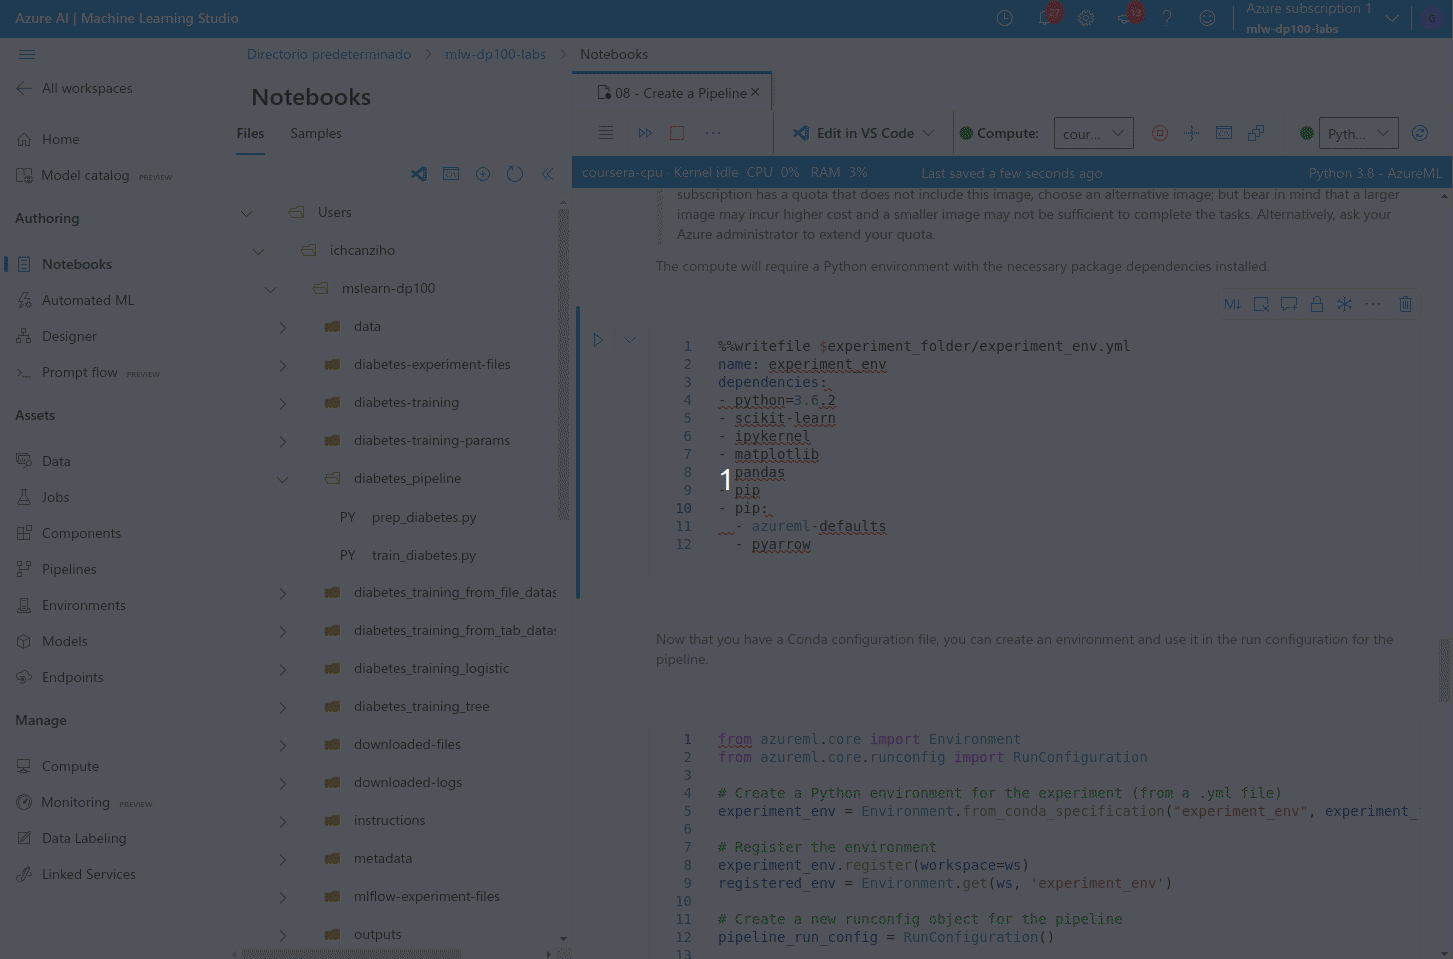 Azure AI | Machine Learning Studio
27
13
Azure subscription 1
mlw-dp100-labs
G
Directorio predeterminado > mlw-dp100-labs > Notebooks
All workspaces
Home
Model catalog PREVIEW
Authoring
Notebooks
Automated ML
Designer
Prompt flow PREVIEW
Assets
Data
Jobs
Components
Pipelines
Environments
Models
Endpoints
Manage
Compute
Monitoring PREVIEW
Data Labeling
Linked Services
Notebooks
Files Samples
Users
ichcanziho
mslearn-dp100
data
diabetes-experiment-files
diabetes-training
diabetes-training-params
diabetes_pipeline
PY prep_diabetes.py
PY train_diabetes.py
diabetes_training_from_file_datas
diabetes_training_from_tab_datas
diabetes_training_logistic
diabetes_training_tree
downloaded-files
downloaded-logs
instructions
metadata
mlflow-experiment-files
outputs
08 - Create a Pipeline
Edit in VS Code Compute: cour... Pyth...
coursera-cpu · Kernel idle CPU 0% RAM 3% Last saved a few seconds ago Python 3.8 - AzureML
subscription has a quota that does not include this image, choose an alternative image; but bear in mind that a larger
image may incur higher cost and a smaller image may not be sufficient to complete the tasks. Alternatively, ask your
Azure administrator to extend your quota.
The compute will require a Python environment with the necessary package dependencies installed.
M↓
1 %%writefile $experiment_folder/experiment_env.yml
2 name: experiment_env
3 dependencies:
4 - python=3.6.2
5 - scikit-learn
6 - ipykernel
7 - matplotlib
8 pandas
1
9 - pip
10 - pip:
11 - azureml-defaults
12 - pyarrow
Now that you have a Conda configuration file, you can create an environment and use it in the run configuration for the
pipeline.
1 from azureml.core import Environment
2 from azureml.core.runconfig import RunConfiguration
3
4 # Create a Python environment for the experiment (from a .yml file)
5 experiment_env = Environment.from_conda_specification("experiment_env", experiment_
6
7 # Register the environment
8 experiment_env.register(workspace=ws)
9 registered_env = Environment.get(ws, 'experiment_env')
10
11 # Create a new runconfig object for the pipeline
12 pipeline_run_config = RunConfiguration()
13